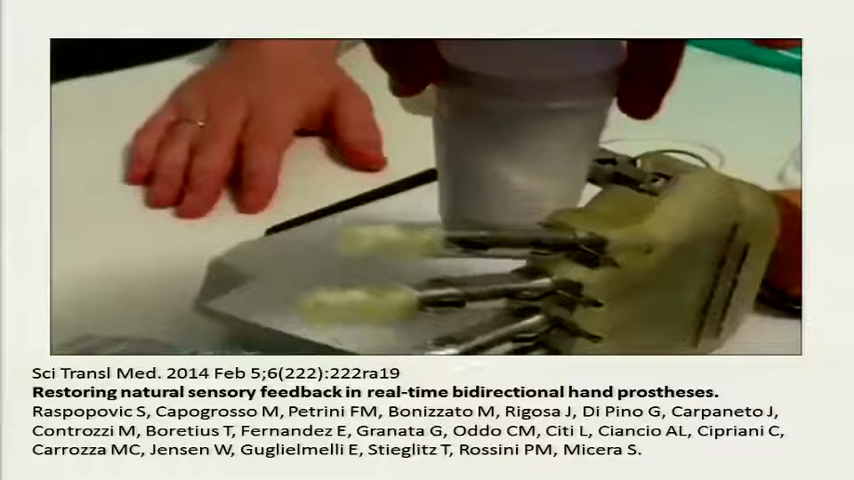 Sci Transl Med. 2014 Feb 5;6(222):222ra19
Restoring natural sensory feedback in real-time bidirectional hand prostheses.
Raspopovic S, Capogrosso M, Petrini FM, Bonizzato M, Rigosa J, Di Pino G, Carpaneto J,
Controzzi M, Boretius T, Fernandez E, Granata G, Oddo CM, Citi L, Ciancio AL, Cipriani C,
Carrozza MC, Jensen W, Guglielmelli E, Stieglitz T, Rossini PM, Micera S.